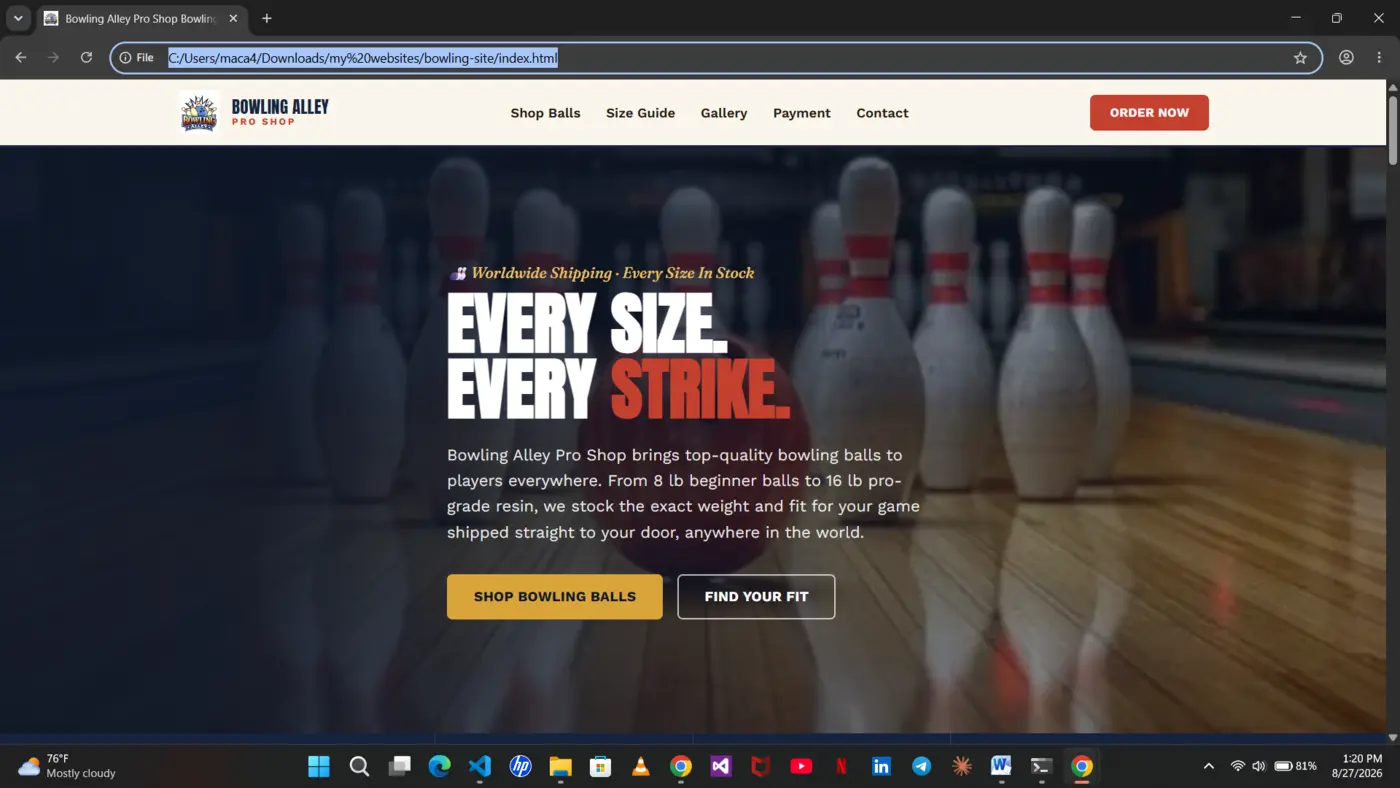 Bowling Alley Pro Shop Bowling
File
C:/Users/maca4/Downloads/my%20websites/bowling-site/index.html
BOWLING ALLEY
PRO SHOP
Shop Balls
Size Guide
Gallery
Payment
Contact
ORDER NOW
Worldwide Shipping · Every Size In Stock
EVERY SIZE.
EVERY STRIKE.
Bowling Alley Pro Shop brings top-quality bowling balls to
players everywhere. From 8 lb beginner balls to 16 lb pro-
grade resin, we stock the exact weight and fit for your game
shipped straight to your door, anywhere in the world.
SHOP BOWLING BALLS
FIND YOUR FIT
76°F
Mostly cloudy
81%
1:20 PM
8/27/2026